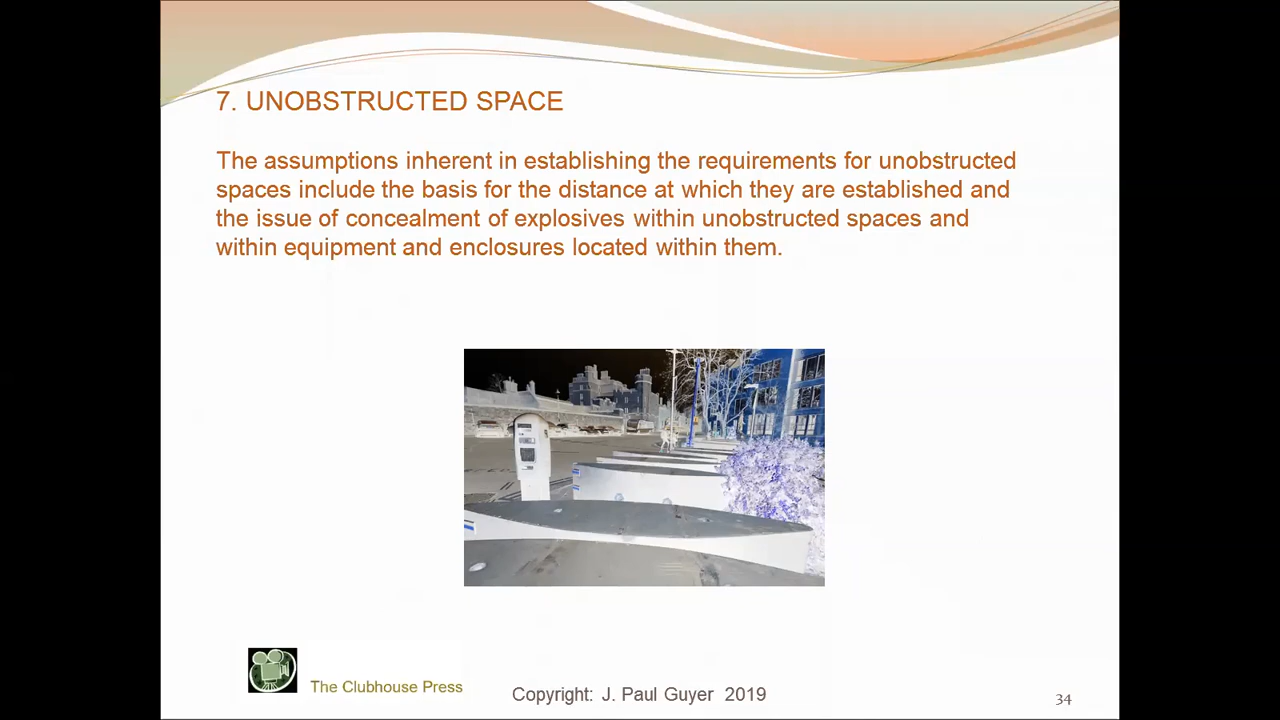 7. UNOBSTRUCTED SPACE
The assumptions inherent in establishing the requirements for unobstructed
spaces include the basis for the distance at which they are established and
the issue of concealment of explosives within unobstructed spaces and
within equipment and enclosures located within them.
The Clubhouse Press
Copyright: J. Paul Guyer 2019
34